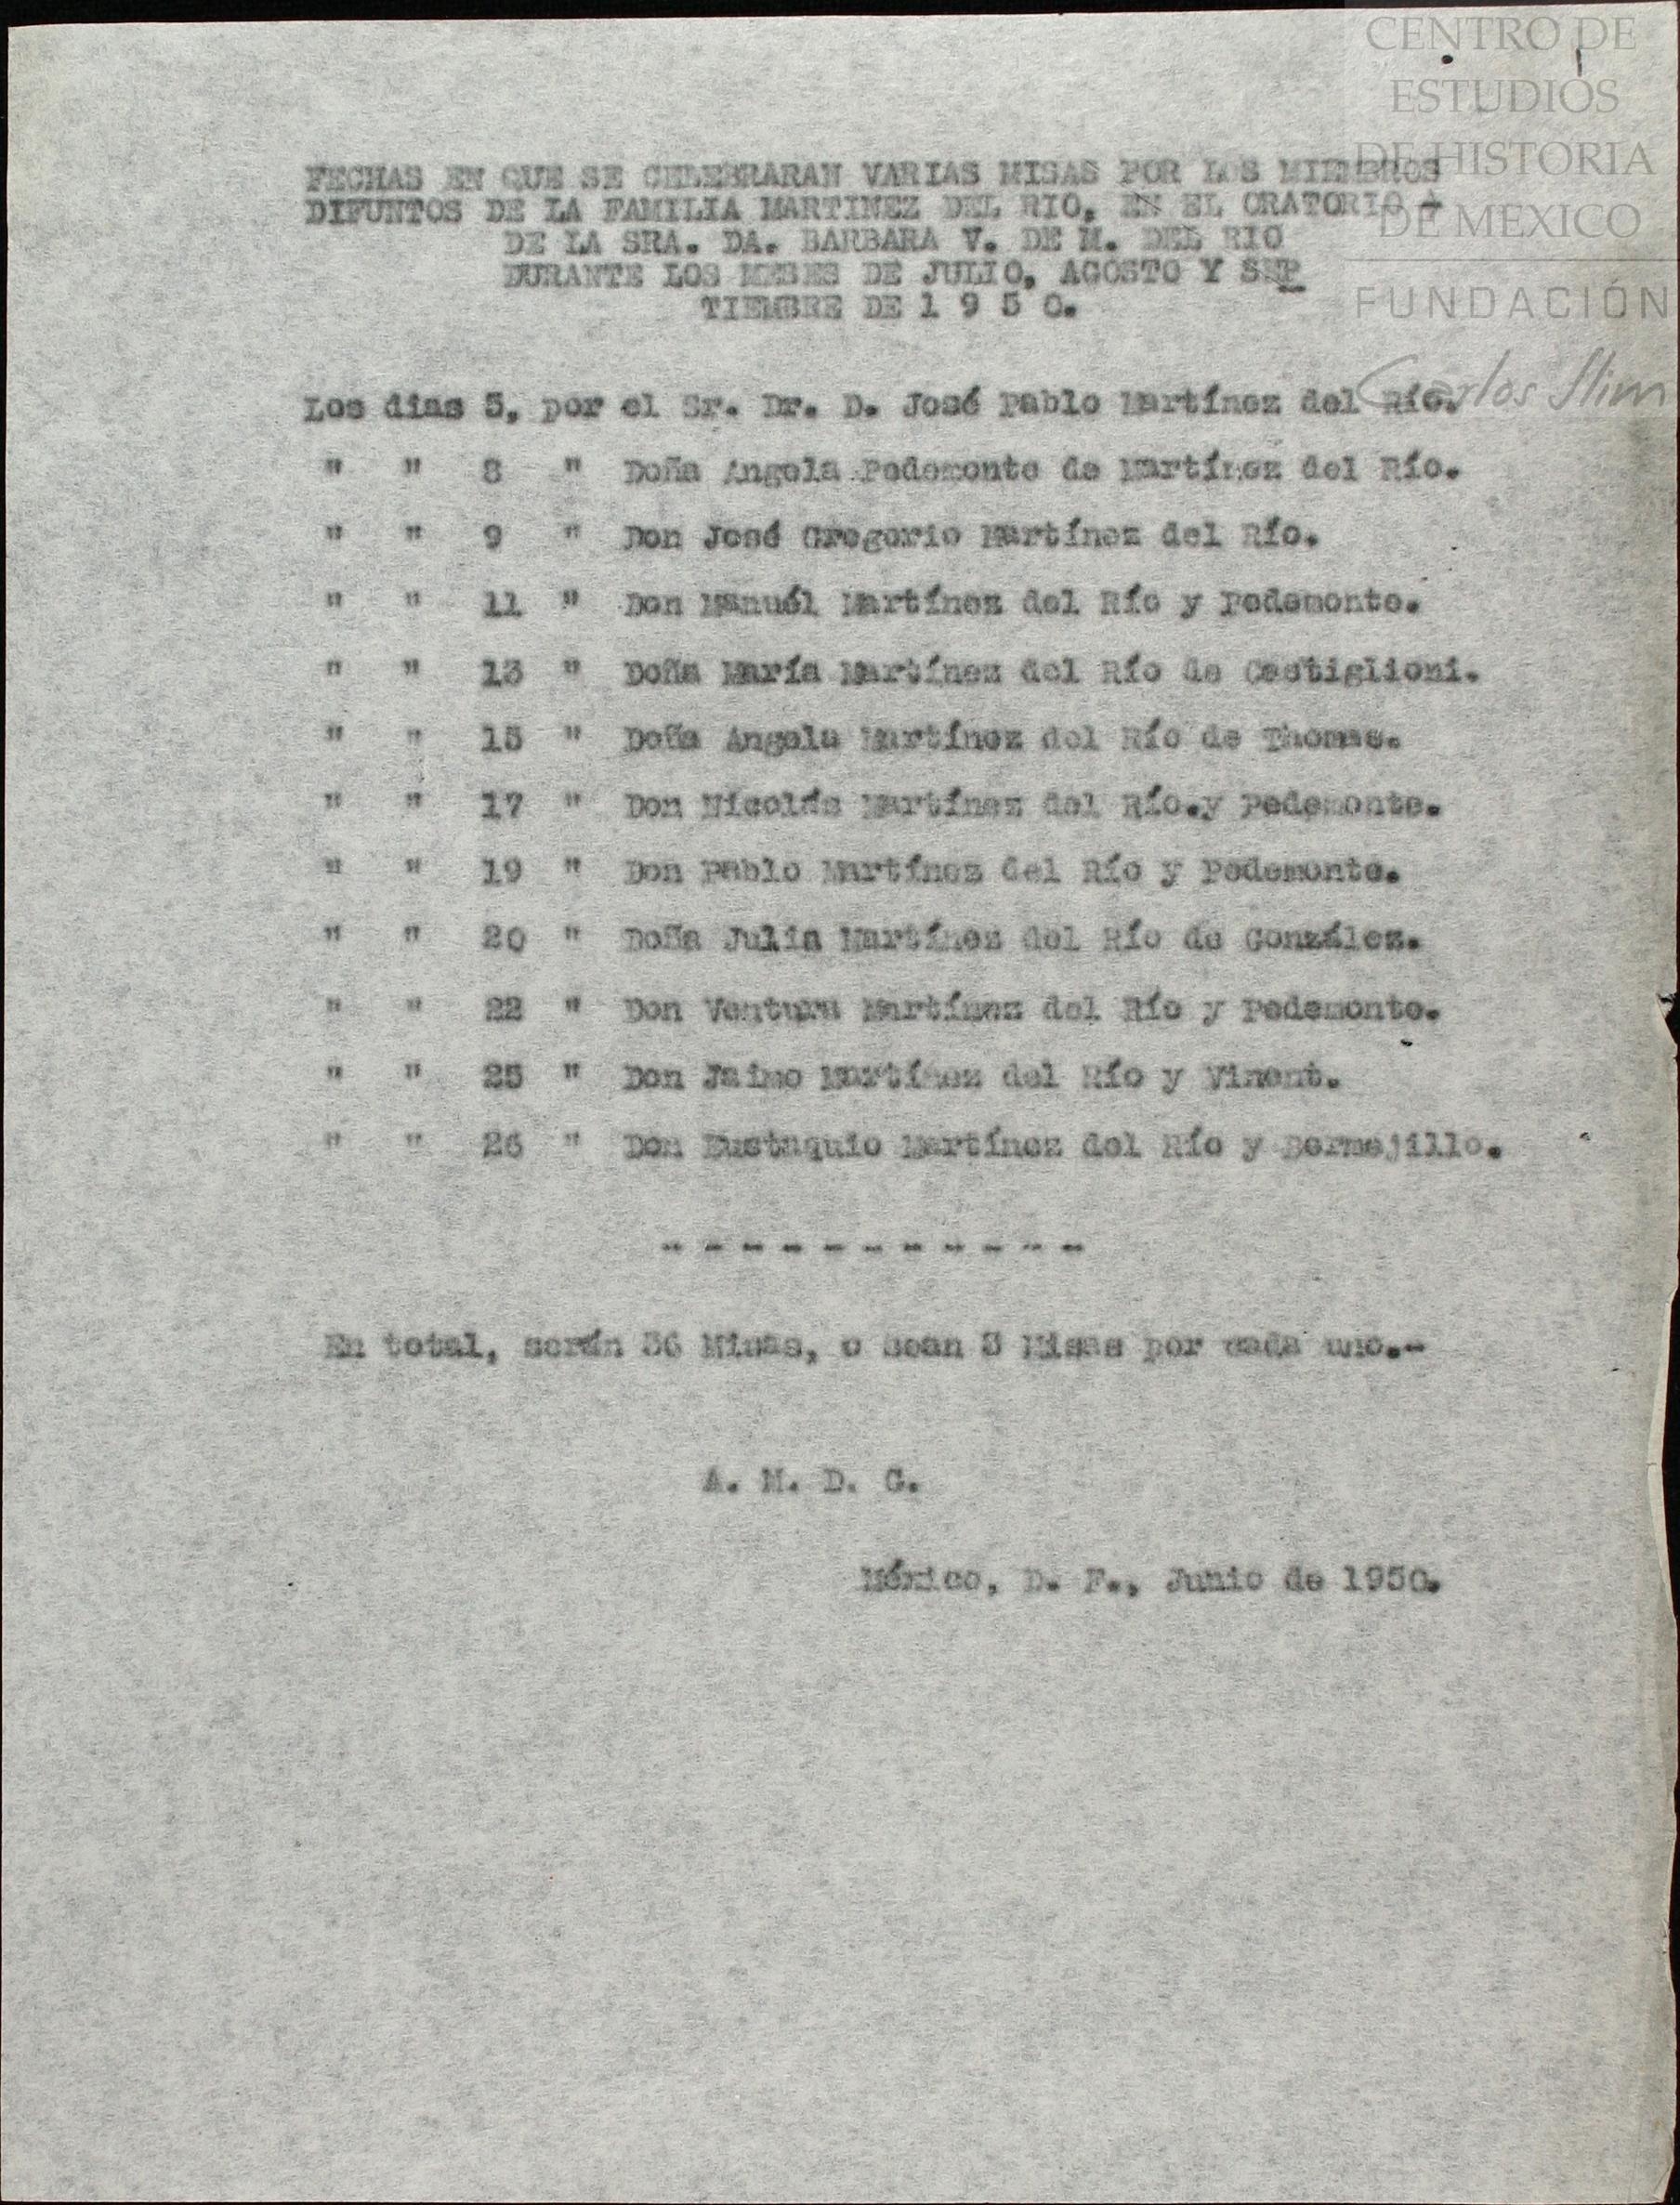 CENTRO DE
ESTUDIOS
DE HISTORIA
DE MEXICO
FUNDACIÓN
Carlos Slim
FECHAS EN QUE SE CELEBRARAN VARIAS MISAS POR LOS MIEMBROS
DIFUNTOS DE LA FAMILIA MARTINEZ DEL RIO, EN EL ORATORIO
DE LA SRA. DA. BARBARA V. DE M. DEL RIO
DURANTE LOS MESES DE JULIO, AGOSTO Y SEP
TIEMBRE DE 1 9 5 0.
Los dias 5, por el Sr. Dr. D. José Pablo Martínez del Río.
" " 8 " Doña Angela Pedemonte de Martínez del Río.
" " 9 " Don José Gregorio Martínez del Río.
" " 11 " Don Manuél Martínez del Río y Pedemonte.
" " 13 " Doña María Martínez del Río de Castiglioni.
" " 15 " Doña Angela Martínez del Río de Thomas.
" " 17 " Don Nicolás Martínez del Río.y Pedemonte.
" " 19 " Don Pablo Martínez del Río y Pedemonte.
" " 20 " Doña Julia Martínez del Río de González.
" " 22 " Don Ventura Martínez del Río y Pedemonte.
" " 25 " Don Jaime Martínez del Río y Vinent.
" " 26 " Don Eustaquio Martínez del Río y Bermejillo.
- - - - - - - - - - -
En total, serán 36 Misas, o sean 3 Misas por cada uno.-
A. M. D. G.
México, D. F., Junio de 1950.